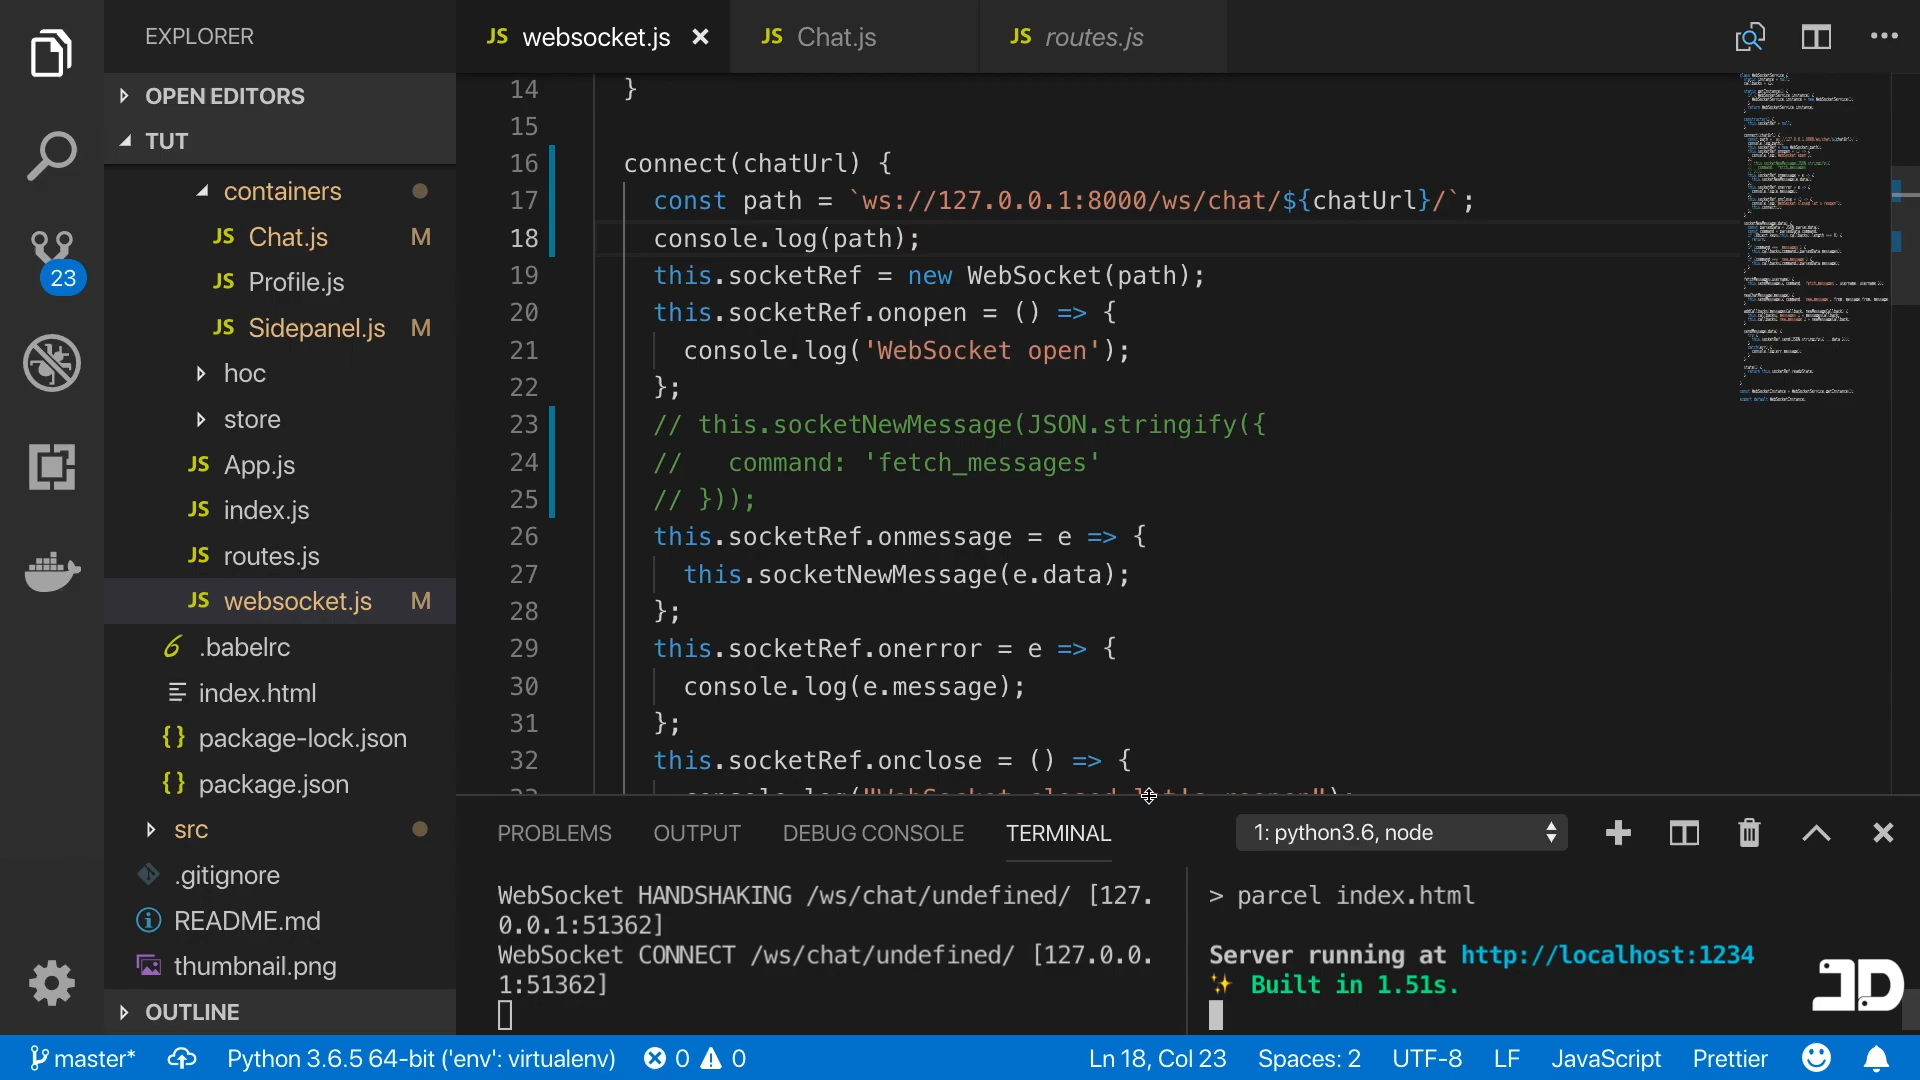 EXPLORER
OPEN EDITORS
TUT
containers
JS Chat.js M
JS Profile.js
JS Sidepanel.js M
hoc
store
JS App.js
JS index.js
JS routes.js
JS websocket.js M
.babelrc
index.html
{} package-lock.json
{} package.json
src
.gitignore
README.md
thumbnail.png
OUTLINE
23
JS websocket.js ×
JS Chat.js
JS routes.js
14 }
15
16 connect(chatUrl) {
17 const path = `ws://127.0.0.1:8000/ws/chat/${chatUrl}/`;
18 console.log(path);
19 this.socketRef = new WebSocket(path);
20 this.socketRef.onopen = () => {
21 console.log('WebSocket open');
22 };
23 // this.socketNewMessage(JSON.stringify({
24 // command: 'fetch_messages'
25 // }));
26 this.socketRef.onmessage = e => {
27 this.socketNewMessage(e.data);
28 };
29 this.socketRef.onerror = e => {
30 console.log(e.message);
31 };
32 this.socketRef.onclose = () => {
33 console.log("WebSocket closed let's reopen");
PROBLEMS OUTPUT DEBUG CONSOLE TERMINAL 1: python3.6, node
WebSocket HANDSHAKING /ws/chat/undefined/ [127.
0.0.1:51362]
WebSocket CONNECT /ws/chat/undefined/ [127.0.0.
1:51362]
> parcel index.html
Server running at http://localhost:1234
✨ Built in 1.51s.
JD
master* Python 3.6.5 64-bit ('env': virtualenv) 0 0 Ln 18, Col 23 Spaces: 2 UTF-8 LF JavaScript Prettier